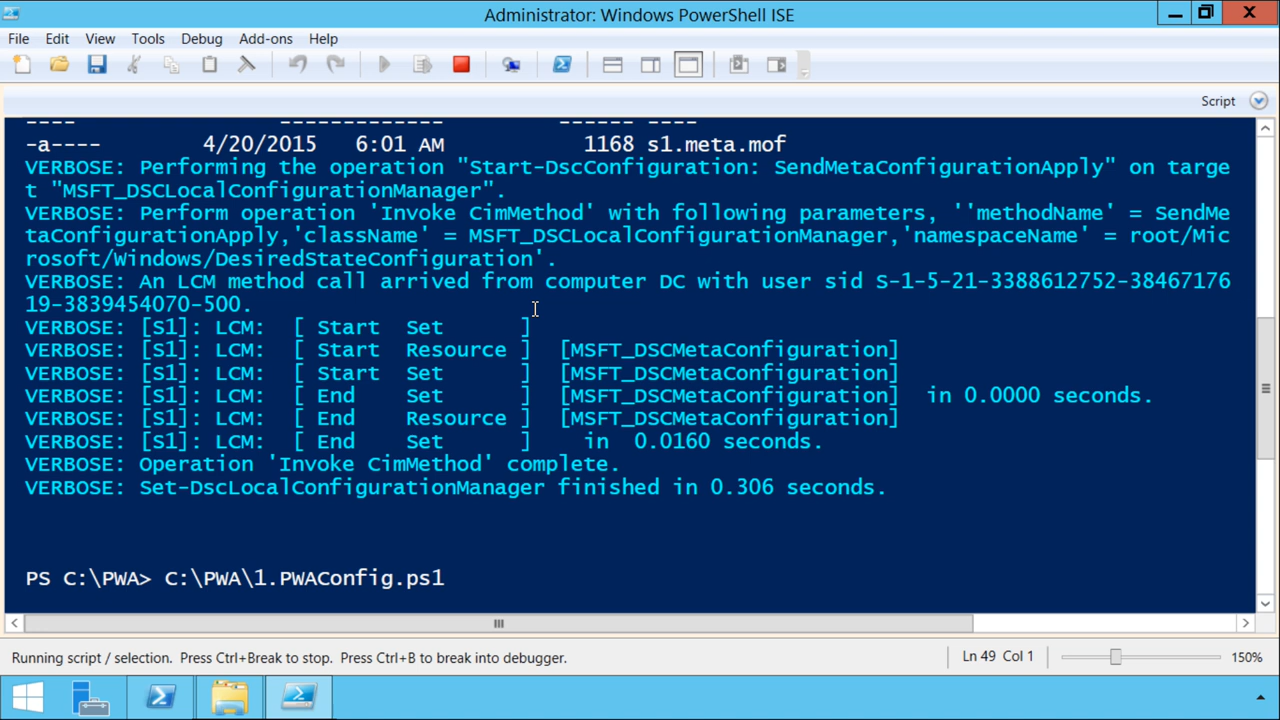 Administrator: Windows PowerShell ISE
File Edit View Tools Debug Add-ons Help
Script
---- ------------- ------ ----
-a---- 4/20/2015 6:01 AM 1168 s1.meta.mof
VERBOSE: Performing the operation "Start-DscConfiguration: SendMetaConfigurationApply" on targe
t "MSFT_DSCLocalConfigurationManager".
VERBOSE: Perform operation 'Invoke CimMethod' with following parameters, ''methodName' = SendMe
taConfigurationApply,'className' = MSFT_DSCLocalConfigurationManager,'namespaceName' = root/Mic
rosoft/Windows/DesiredStateConfiguration'.
VERBOSE: An LCM method call arrived from computer DC with user sid S-1-5-21-3388612752-38467176
19-3839454070-500.
VERBOSE: [S1]: LCM: [ Start Set ]
VERBOSE: [S1]: LCM: [ Start Resource ] [MSFT_DSCMetaConfiguration]
VERBOSE: [S1]: LCM: [ Start Set ] [MSFT_DSCMetaConfiguration]
VERBOSE: [S1]: LCM: [ End Set ] [MSFT_DSCMetaConfiguration] in 0.0000 seconds.
VERBOSE: [S1]: LCM: [ End Resource ] [MSFT_DSCMetaConfiguration]
VERBOSE: [S1]: LCM: [ End Set ] in 0.0160 seconds.
VERBOSE: Operation 'Invoke CimMethod' complete.
VERBOSE: Set-DscLocalConfigurationManager finished in 0.306 seconds.
PS C:\PWA> C:\PWA\1.PWAConfig.ps1
Running script / selection. Press Ctrl+Break to stop. Press Ctrl+B to break into debugger. Ln 49 Col 1 150%